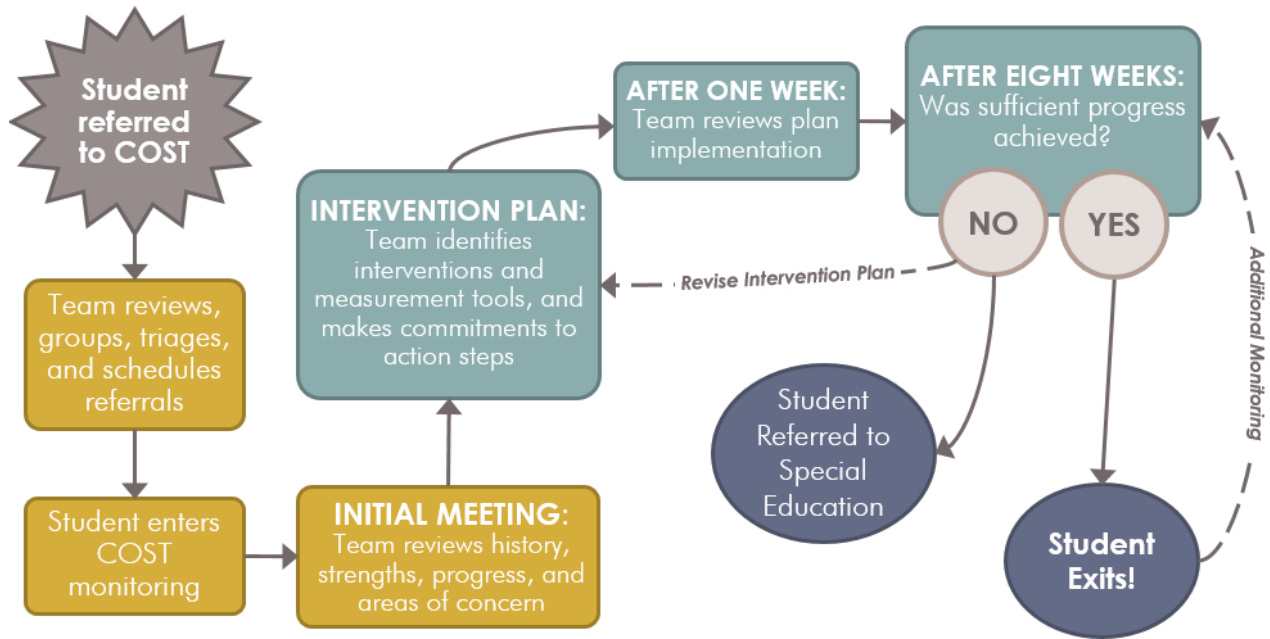 Student
referred
to COST
Team reviews,
groups, triages,
and schedules
referrals
Student enters
COST
monitoring
INITIAL MEETING:
Team reviews history,
strengths, progress, and
areas of concern
INTERVENTION PLAN:
Team identifies
interventions and
measurement tools, and
makes commitments to
action steps
AFTER ONE WEEK:
Team reviews plan
implementation
AFTER EIGHT WEEKS:
Was sufficient progress
achieved?
NO
YES
Revise Intervention Plan
Student
Referred to
Special
Education
Student
Exits!
Additional Monitoring